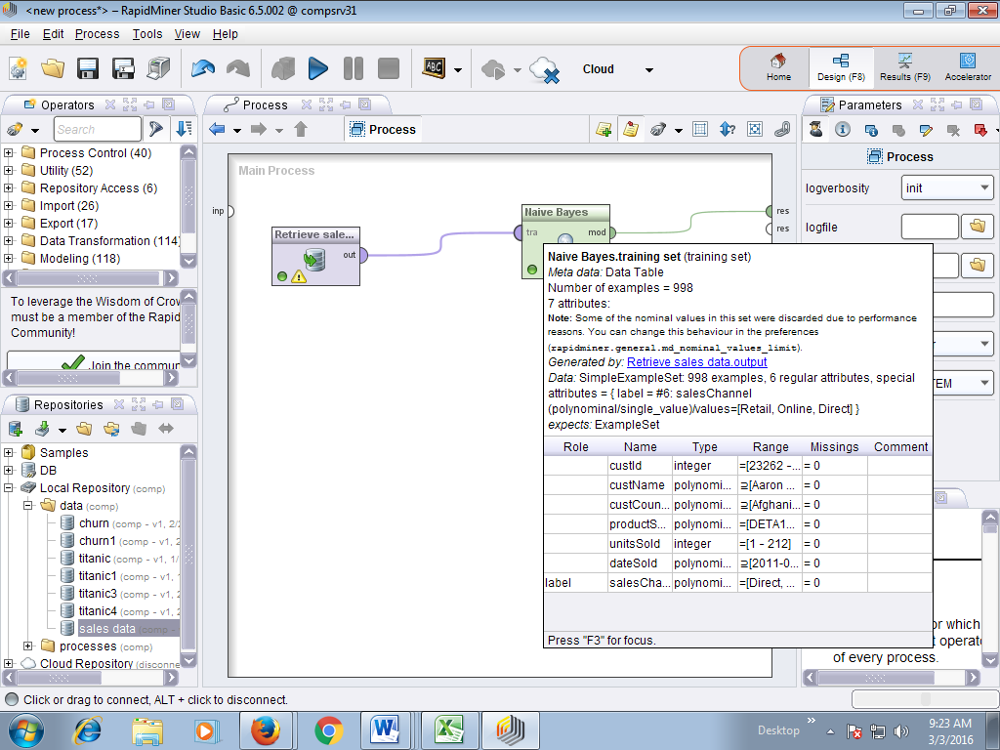 <new process*> – RapidMiner Studio Basic 6.5.002 @ compsrv31
File Edit Process Tools View Help
ABC
Cloud
Home
Design (F8)
Results (F9)
Accelerator
Operators
Search
Process Control (40)
Utility (52)
Repository Access (6)
Import (26)
Export (17)
Data Transformation (114
Modeling (118)
To leverage the Wisdom of Crow
must be a member of the Rapid
Community!
Join the commun
Repositories
Samples
DB
Local Repository (comp)
data (comp)
churn (comp - v1, 2/
churn1 (comp - v1, 2
titanic (comp - v1, 1/
titanic1 (comp - v1,
titanic3 (comp - v1,
titanic4 (comp - v1,
sales data (comp -
processes (comp)
Cloud Repository (disconne
Process
Process
Main Process
inp
Retrieve sale...
out
Naive Bayes
tra
mod
res
res
Naive Bayes.training set (training set)
Meta data: Data Table
Number of examples = 998
7 attributes:
Note: Some of the nominal values in this set were discarded due to performance
reasons. You can change this behaviour in the preferences
(rapidminer.general.md_nominal_values_limit).
Generated by: Retrieve sales data.output
Data: SimpleExampleSet: 998 examples, 6 regular attributes, special
attributes = { label = #6: salesChannel
(polynominal/single_value)/values=[Retail, Online, Direct] }
expects: ExampleSet
Role Name Type Range Missings Comment
custId integer =[23262 -... = 0
custName polynomi... ⊇[Aaron ... = 0
custCoun... polynomi... ⊇[Afghani... = 0
productS... polynomi... =[DETA1... = 0
unitsSold integer =[1 - 212] = 0
dateSold polynomi... ⊇[2011-0... = 0
label salesCha... polynomi... =[Direct, ... = 0
Press "F3" for focus.
Parameters
Process
logverbosity
init
logfile
r
TEM
or which
t operato
of every process.
Click or drag to connect, ALT + click to disconnect.
Desktop
9:23 AM
3/3/2016